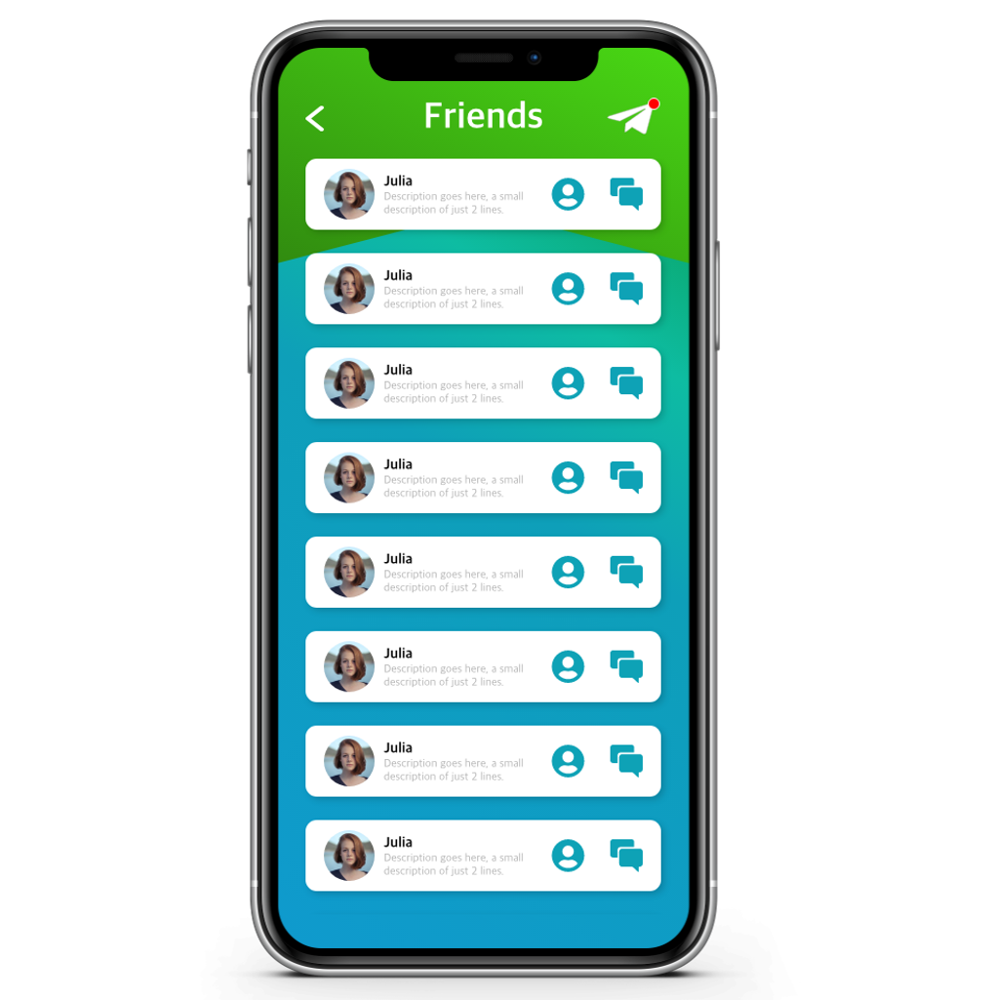 Friends
Julia
Description goes here, a small
description of just 2 lines.
Julia
Description goes here, a small
description of just 2 lines.
Julia
Description goes here, a small
description of just 2 lines.
Julia
Description goes here, a small
description of just 2 lines.
Julia
Description goes here, a small
description of just 2 lines.
Julia
Description goes here, a small
description of just 2 lines.
Julia
Description goes here, a small
description of just 2 lines.
Julia
Description goes here, a small
description of just 2 lines.